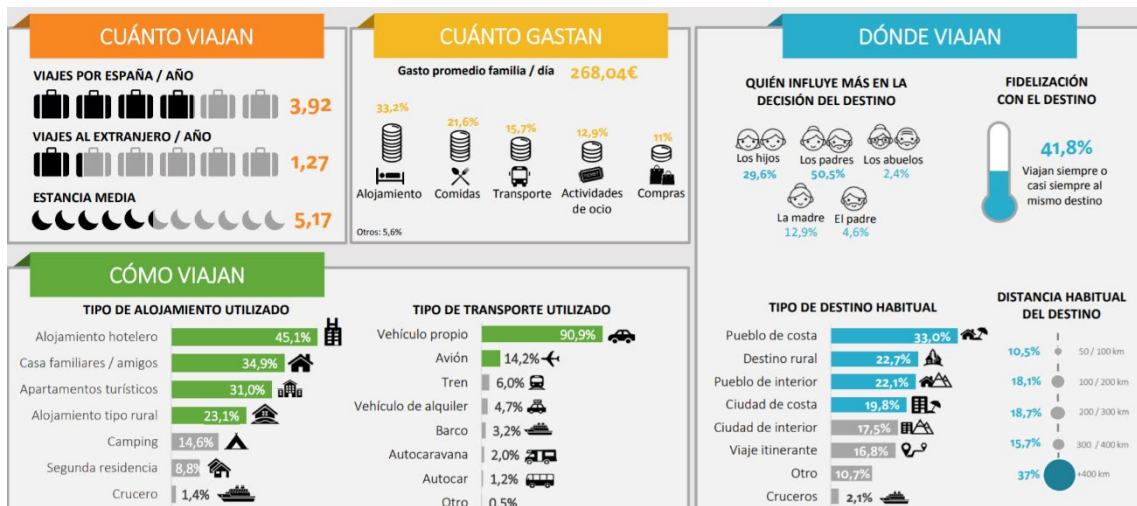 CUÁNTO VIAJAN
VIAJES POR ESPAÑA / AÑO
3,92
VIAJES AL EXTRANJERO / AÑO
1,27
ESTANCIA MEDIA
5,17
CUÁNTO GASTAN
Gasto promedio familia / día 268,04€
33,2%
21,6%
15,7%
12,9%
11%
TICKET
Alojamiento
Comidas
Transporte
Actividades
de ocio
Compras
Otros: 5,6%
DÓNDE VIAJAN
QUIÉN INFLUYE MÁS EN LA
DECISIÓN DEL DESTINO
Los hijos
29,6%
Los padres
50,5%
Los abuelos
2,4%
La madre
12,9%
El padre
4,6%
FIDELIZACIÓN
CON EL DESTINO
41,8%
Viajan siempre o
casi siempre al
mismo destino
CÓMO VIAJAN
TIPO DE ALOJAMIENTO UTILIZADO
Alojamiento hotelero 45,1%
Casa familiares / amigos 34,9%
Apartamentos turísticos 31,0%
Alojamiento tipo rural 23,1%
Camping 14,6%
Segunda residencia 8,8%
Crucero 1,4%
TIPO DE TRANSPORTE UTILIZADO
Vehículo propio 90,9%
Avión 14,2%
Tren 6,0%
Vehículo de alquiler 4,7%
Barco 3,2%
Autocaravana 2,0%
Autocar 1,2%
Otro 0,5%
TIPO DE DESTINO HABITUAL
Pueblo de costa 33,0%
Destino rural 22,7%
Pueblo de interior 22,1%
Ciudad de costa 19,8%
Ciudad de interior 17,5%
Viaje itinerante 16,8%
Otro 10,7%
Cruceros 2,1%
DISTANCIA HABITUAL
DEL DESTINO
10,5% 50 / 100 km
18,1% 100 / 200 km
18,7% 200 / 300 km
15,7% 300 / 400 km
37% +400 km